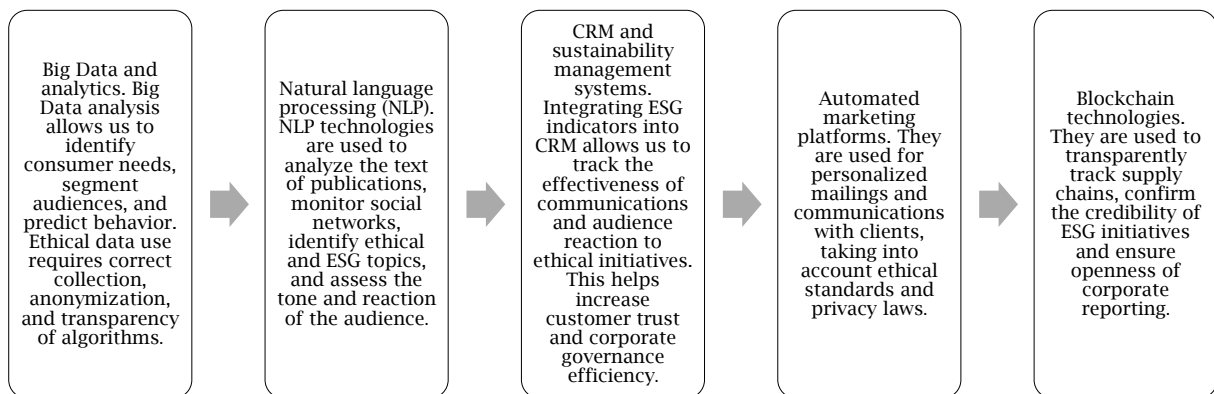 Big Data and
analytics. Big
Data analysis
allows us to
identify
consumer needs,
segment
audiences, and
predict behavior.
Ethical data use
requires correct
collection,
anonymization,
and transparency
of algorithms.
Natural language
processing (NLP).
NLP technologies
are used to
analyze the text
of publications,
monitor social
networks,
identify ethical
and ESG topics,
and assess the
tone and reaction
of the audience.
CRM and
sustainability
management
systems.
Integrating ESG
indicators into
CRM allows us to
track the
effectiveness of
communications
and audience
reaction to
ethical initiatives.
This helps
increase
customer trust
and corporate
governance
efficiency.
Automated
marketing
platforms. They
are used for
personalized
mailings and
communications
with clients,
taking into
account ethical
standards and
privacy laws.
Blockchain
technologies.
They are used to
transparently
track supply
chains, confirm
the credibility of
ESG initiatives
and ensure
openness of
corporate
reporting.